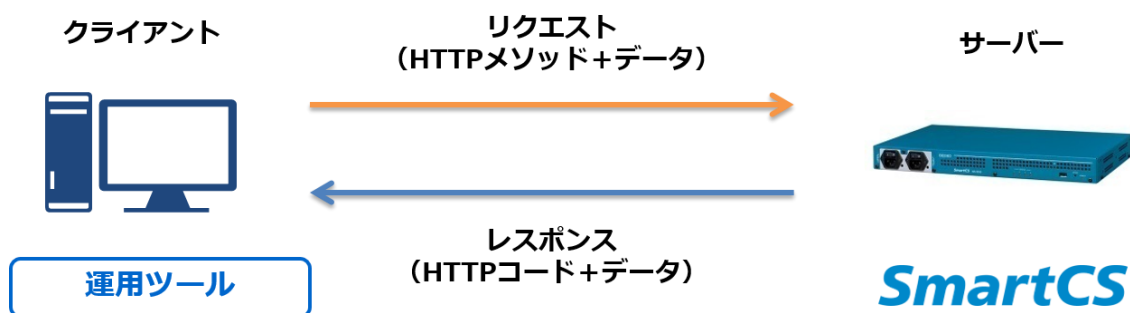 クライアント
リクエスト
（HTTPメソッド＋データ）
サーバー
レスポンス
（HTTPコード＋データ）
運用ツール
SmartCS